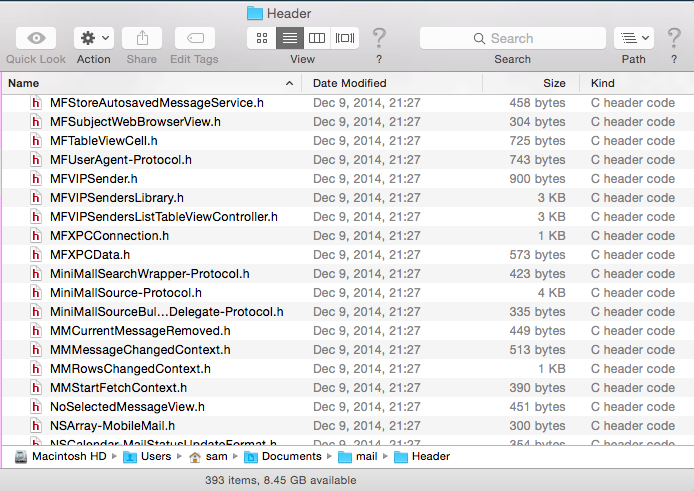 Header
Quick Look Action Share Edit Tags View ? Search Search Path ?
Name Date Modified Size Kind
MFStoreAutosavedMessageService.h Dec 9, 2014, 21:27 458 bytes C header code
MFSubjectWebBrowserView.h Dec 9, 2014, 21:27 304 bytes C header code
MFTableViewCell.h Dec 9, 2014, 21:27 725 bytes C header code
MFUserAgent-Protocol.h Dec 9, 2014, 21:27 743 bytes C header code
MFVIPSender.h Dec 9, 2014, 21:27 900 bytes C header code
MFVIPSendersLibrary.h Dec 9, 2014, 21:27 3 KB C header code
MFVIPSendersListTableViewController.h Dec 9, 2014, 21:27 3 KB C header code
MFXPCConnection.h Dec 9, 2014, 21:27 1 KB C header code
MFXPCData.h Dec 9, 2014, 21:27 573 bytes C header code
MiniMallSearchWrapper-Protocol.h Dec 9, 2014, 21:27 423 bytes C header code
MiniMallSource-Protocol.h Dec 9, 2014, 21:27 4 KB C header code
MiniMallSourceBul...Delegate-Protocol.h Dec 9, 2014, 21:27 335 bytes C header code
MMCurrentMessageRemoved.h Dec 9, 2014, 21:27 449 bytes C header code
MMMessageChangedContext.h Dec 9, 2014, 21:27 513 bytes C header code
MMRowsChangedContext.h Dec 9, 2014, 21:27 1 KB C header code
MMStartFetchContext.h Dec 9, 2014, 21:27 390 bytes C header code
NoSelectedMessageView.h Dec 9, 2014, 21:27 451 bytes C header code
NSArray-MobileMail.h Dec 9, 2014, 21:27 300 bytes C header code
NSCalendar-MailStatusUpdateFormat.h Dec 9, 2014, 21:27 354 bytes C header code
Macintosh HD Users sam Documents mail Header
393 items, 8.45 GB available